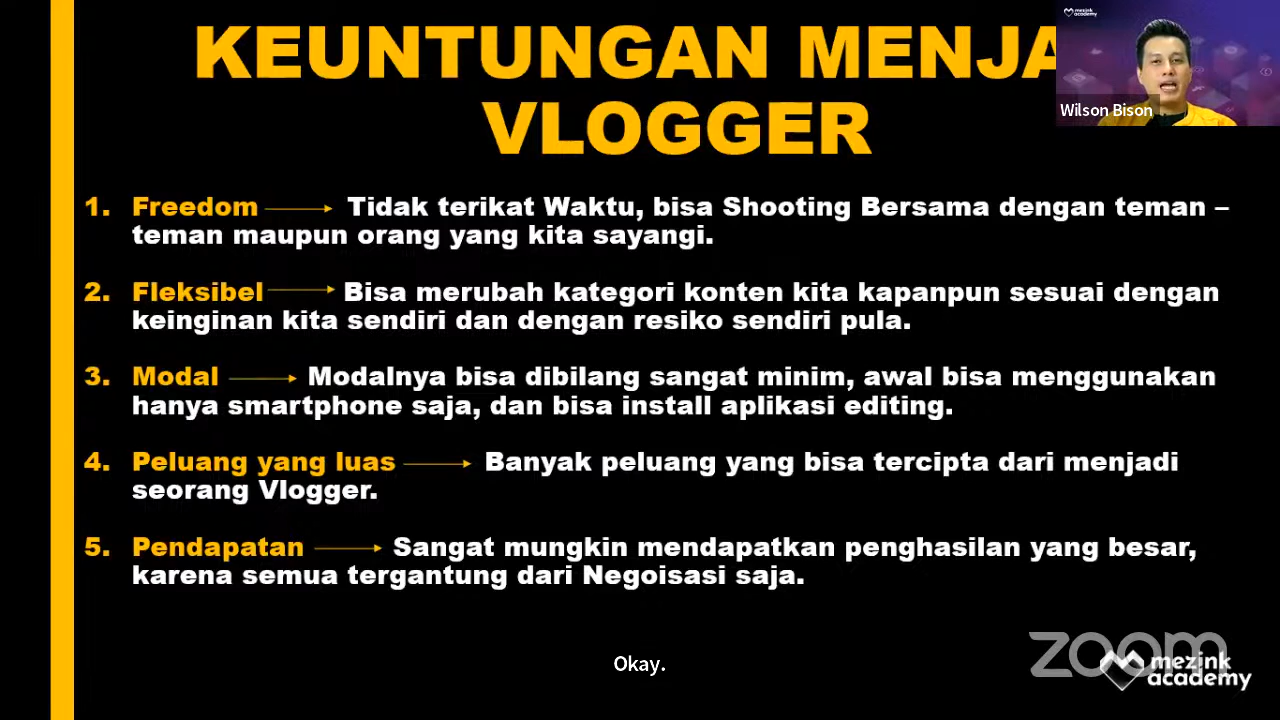 KEUNTUNGAN MENJA
VLOGGER
mezink
academy
Wilson Bison
1. Freedom Tidak terikat Waktu, bisa Shooting Bersama dengan teman –
teman maupun orang yang kita sayangi.
2. Fleksibel Bisa merubah kategori konten kita kapanpun sesuai dengan
keinginan kita sendiri dan dengan resiko sendiri pula.
3. Modal Modalnya bisa dibilang sangat minim, awal bisa menggunakan
hanya smartphone saja, dan bisa install aplikasi editing.
4. Peluang yang luas Banyak peluang yang bisa tercipta dari menjadi
seorang Vlogger.
5. Pendapatan Sangat mungkin mendapatkan penghasilan yang besar,
karena semua tergantung dari Negoisasi saja.
Okay.
zoom
mezink
academy